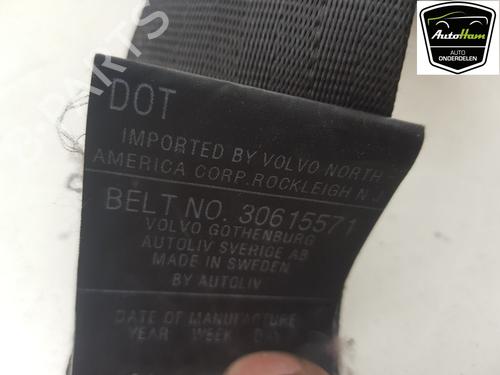 AutoHam
AUTO
ONDERDELEN
PARTS
DOT
IMPORTED BY VOLVO NORTH
AMERICA CORP. ROCKLEIGH N J
BELT NO. 30615571
VOLVO GOTHENBURG
AUTOLIV SVERIGE AB
MADE IN SWEDEN
BY AUTOLIV
DATE OF MANUFACTURE
YEAR WEEK